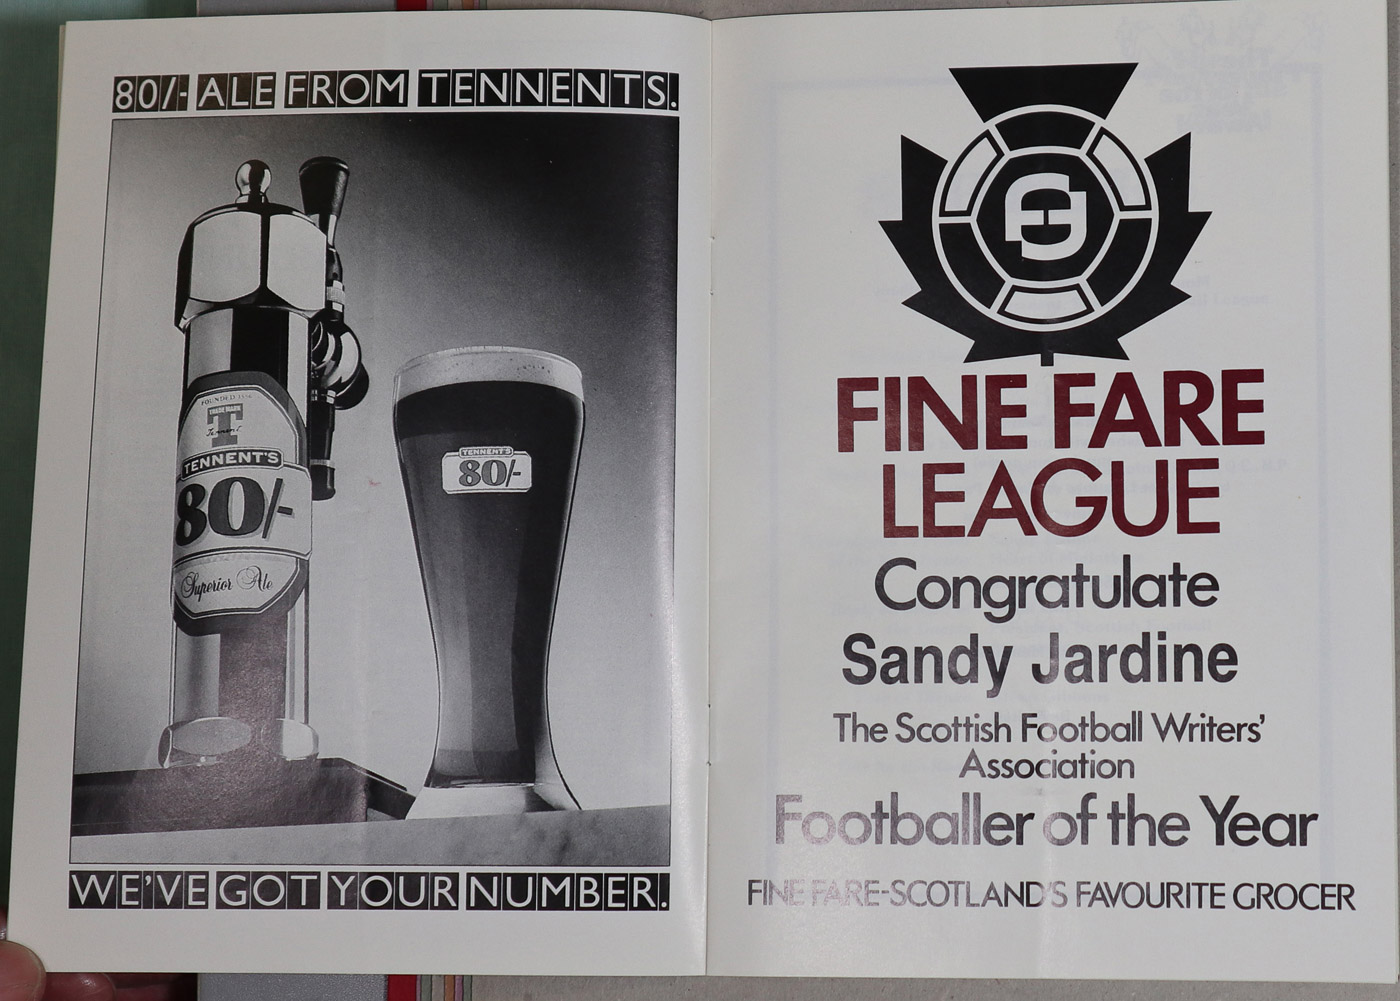 80/- ALE FROM TENNENTS.
FOUNDED 1556
TRADE MARK
T
Tennent
TENNENT'S
80/-
Superior Ale
TENNENT'S
80/-
WE'VE GOT YOUR NUMBER.
FINE FARE
LEAGUE
Congratulate
Sandy Jardine
The Scottish Football Writers'
Association
Footballer of the Year
FINE FARE-SCOTLAND'S FAVOURITE GROCER